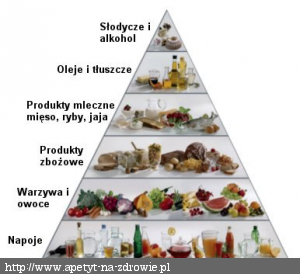 Słodycze i
alkohol
Oleje i tłuszcze
Produkty mleczne
mięso, ryby, jaja
Produkty
zbożowe
Warzywa i
owoce
Napoje
http://www.apetyt-na-zdrowie.pl